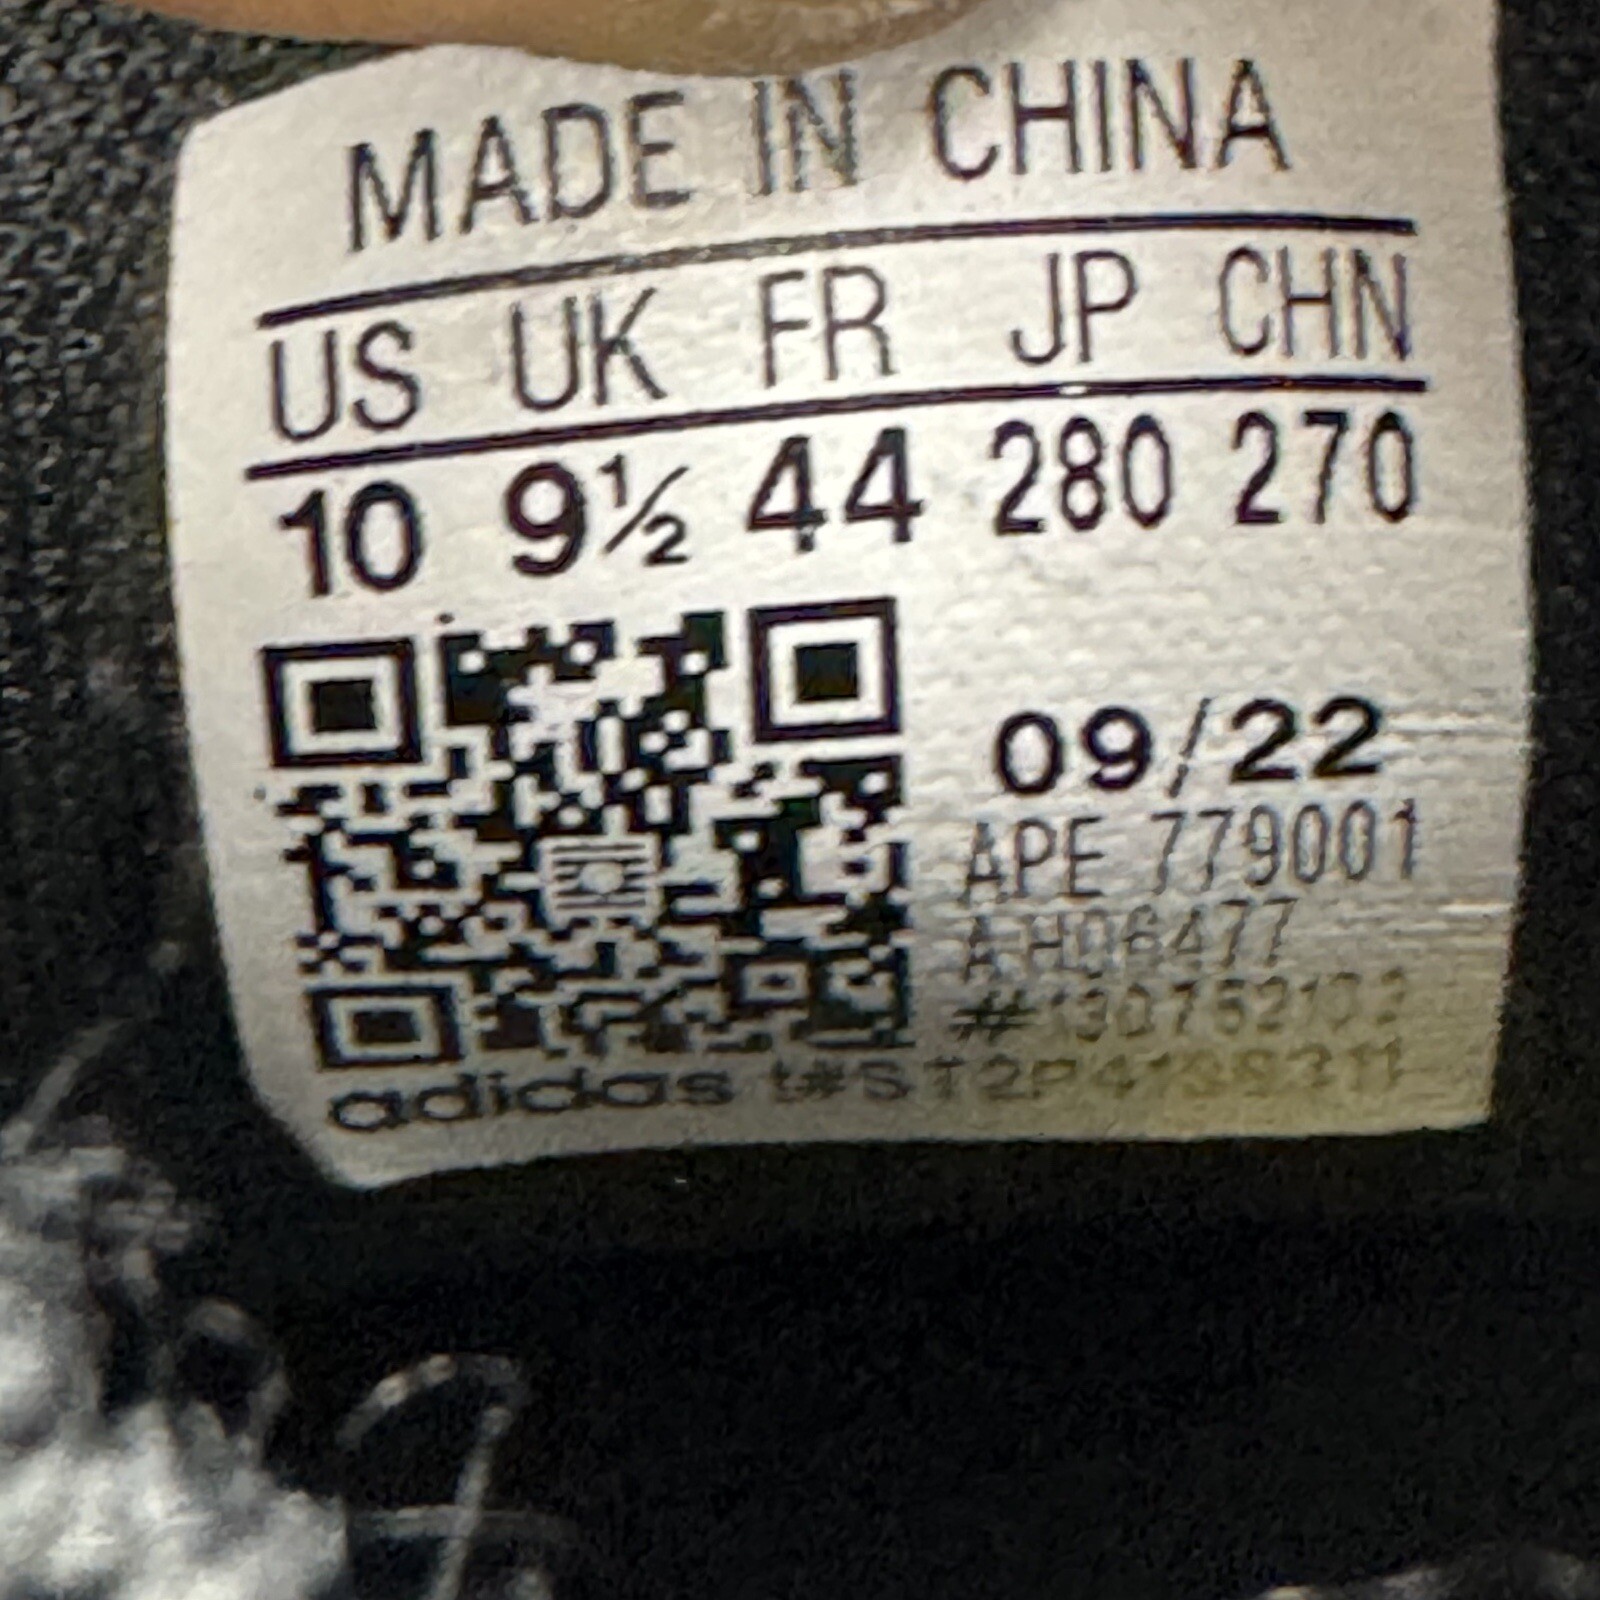 MADE IN CHINA
US UK FR JP CHN
10 9½ 44 280 270
09/22
APE 779001
A H06477
adidas